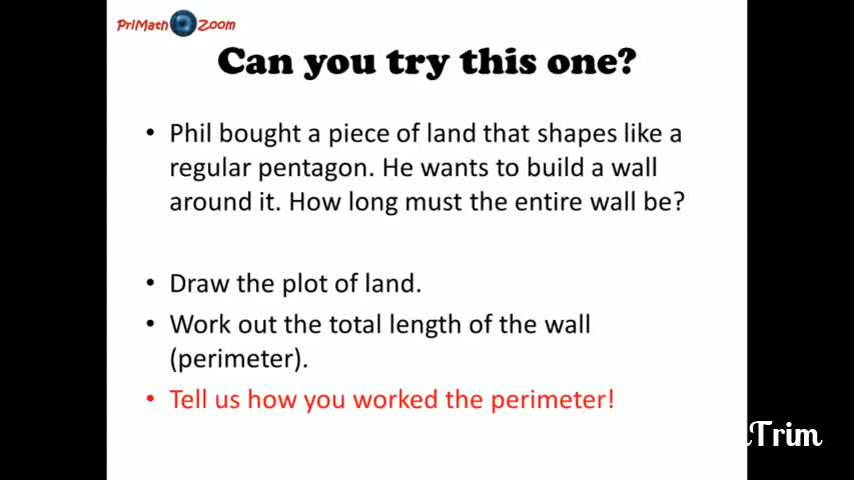 PriMath Zoom
Can you try this one?
• Phil bought a piece of land that shapes like a
regular pentagon. He wants to build a wall
around it. How long must the entire wall be?
• Draw the plot of land.
• Work out the total length of the wall
(perimeter).
• Tell us how you worked the perimeter!
Trim